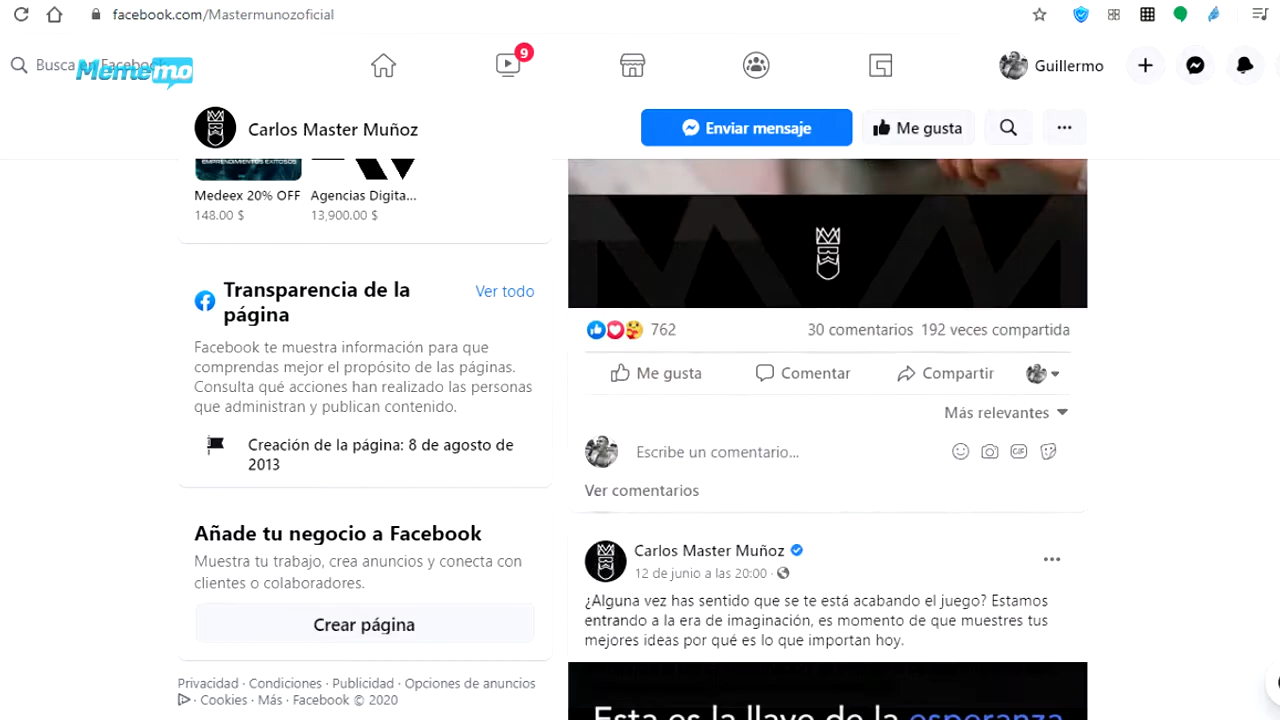 facebook.com/Mastermunozoficial
Mememo
9
Guillermo
Carlos Master Muñoz
Enviar mensaje
Me gusta
EMPRENDIMIENTOS EXITOSOS
Medeex 20% OFF
148.00 $
Agencias Digita...
13,900.00 $
Transparencia de la
página
Ver todo
Facebook te muestra información para que
comprendas mejor el propósito de las páginas.
Consulta qué acciones han realizado las personas
que administran y publican contenido.
Creación de la página: 8 de agosto de
2013
Añade tu negocio a Facebook
Muestra tu trabajo, crea anuncios y conecta con
clientes o colaboradores.
Crear página
Privacidad · Condiciones · Publicidad · Opciones de anuncios
· Cookies · Más · Facebook © 2020
762
30 comentarios 192 veces compartida
Me gusta
Comentar
Compartir
Más relevantes
Escribe un comentario...
GIF
Ver comentarios
Carlos Master Muñoz
12 de junio a las 20:00 ·
¿Alguna vez has sentido que se te está acabando el juego? Estamos
entrando a la era de imaginación, es momento de que muestres tus
mejores ideas por qué es lo que importan hoy.
Esta es la llave de la esperanza